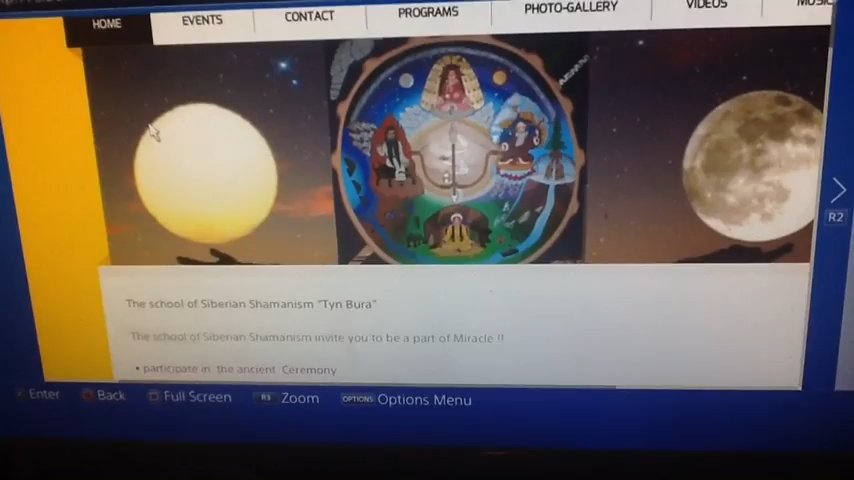 HOME EVENTS CONTACT PROGRAMS PHOTO-GALLERY VIDEOS MUSIC
R2
The school of Siberian Shamanism "Tyn Bura"
The school of Siberian Shamanism invite you to be a part of Miracle !!
• participate in the ancient Ceremony
Enter Back Full Screen R3 Zoom OPTIONS Options Menu